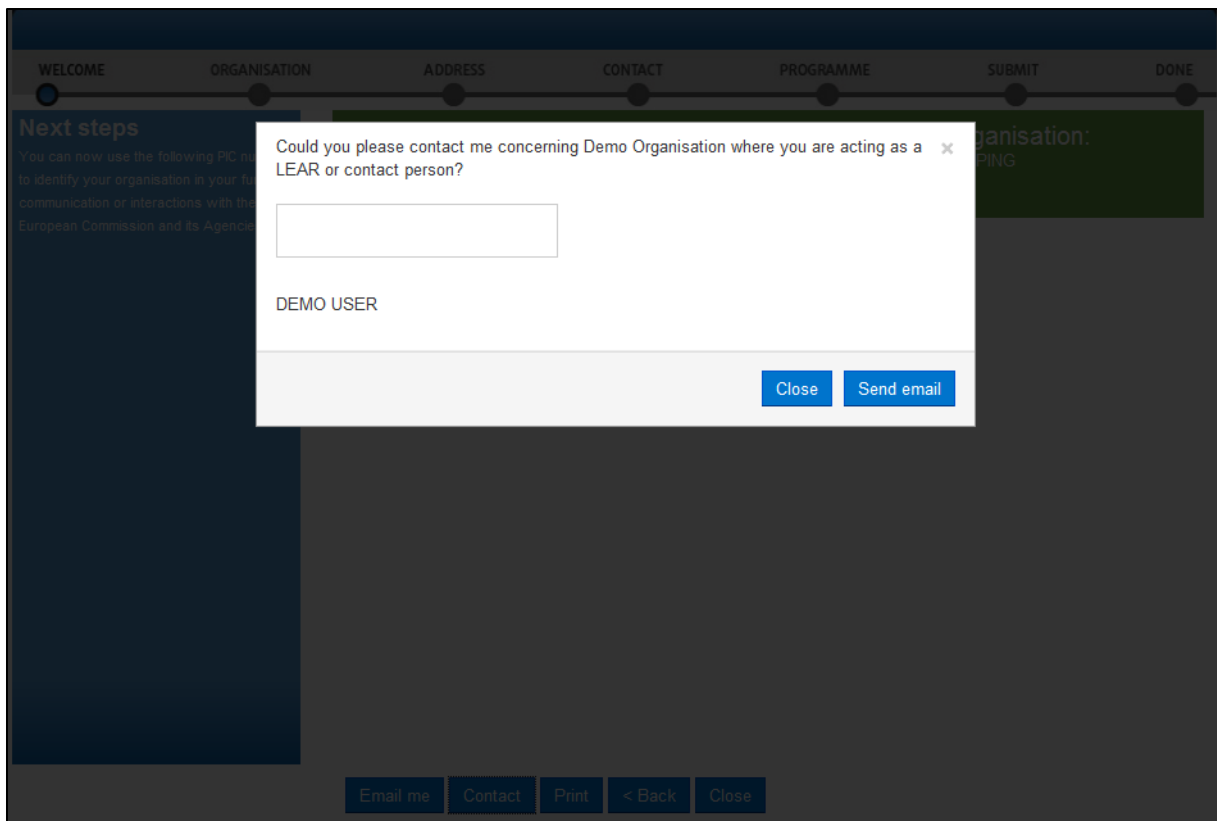 WELCOME ORGANISATION ADDRESS CONTACT PROGRAMME SUBMIT DONE
Next steps
You can now use the following PIC
to identify your organisation in your
communication or interactions with the
European Commission and its
ganisation:
PING
Could you please contact me concerning Demo Organisation where you are acting as a ×
LEAR or contact person?
DEMO USER
Close Send email
Email me Contact Print < Back Close